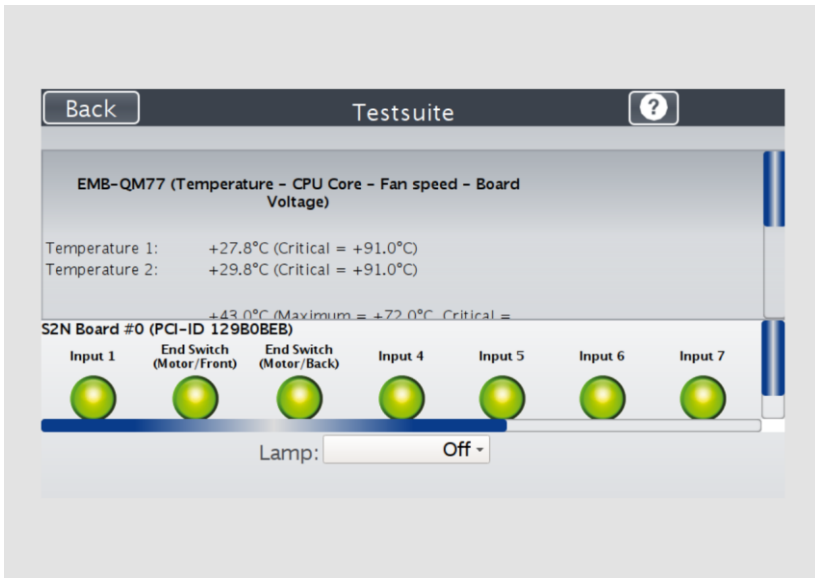 Back
Testsuite
?
EMB-QM77 (Temperature - CPU Core - Fan speed - Board
Voltage)
Temperature 1: +27.8°C (Critical = +91.0°C)
Temperature 2: +29.8°C (Critical = +91.0°C)
+43.0°C (Maximum = +72.0°C, Critical =
S2N Board #0 (PCI-ID 129B0BEB)
Input 1
End Switch
(Motor/Front)
End Switch
(Motor/Back)
Input 4
Input 5
Input 6
Input 7
Lamp: Off